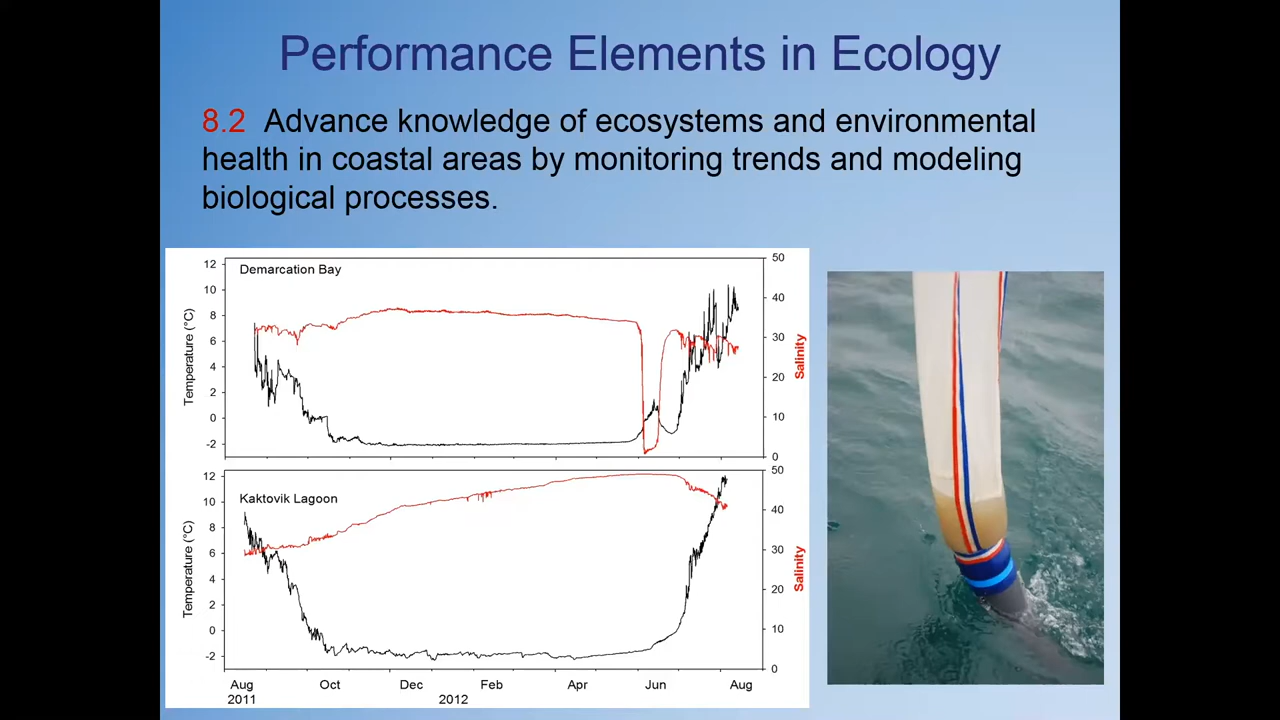 Performance Elements in Ecology
8.2 Advance knowledge of ecosystems and environmental
health in coastal areas by monitoring trends and modeling
biological processes.
Demarcation Bay
Temperature (°C)
12
10
8
6
4
2
0
-2
50
40
30
20
10
0
Salinity
Kaktovik Lagoon
Temperature (°C)
12
10
8
6
4
2
0
-2
50
40
30
20
10
0
Salinity
Aug Oct Dec Feb Apr Jun Aug
2011 2012